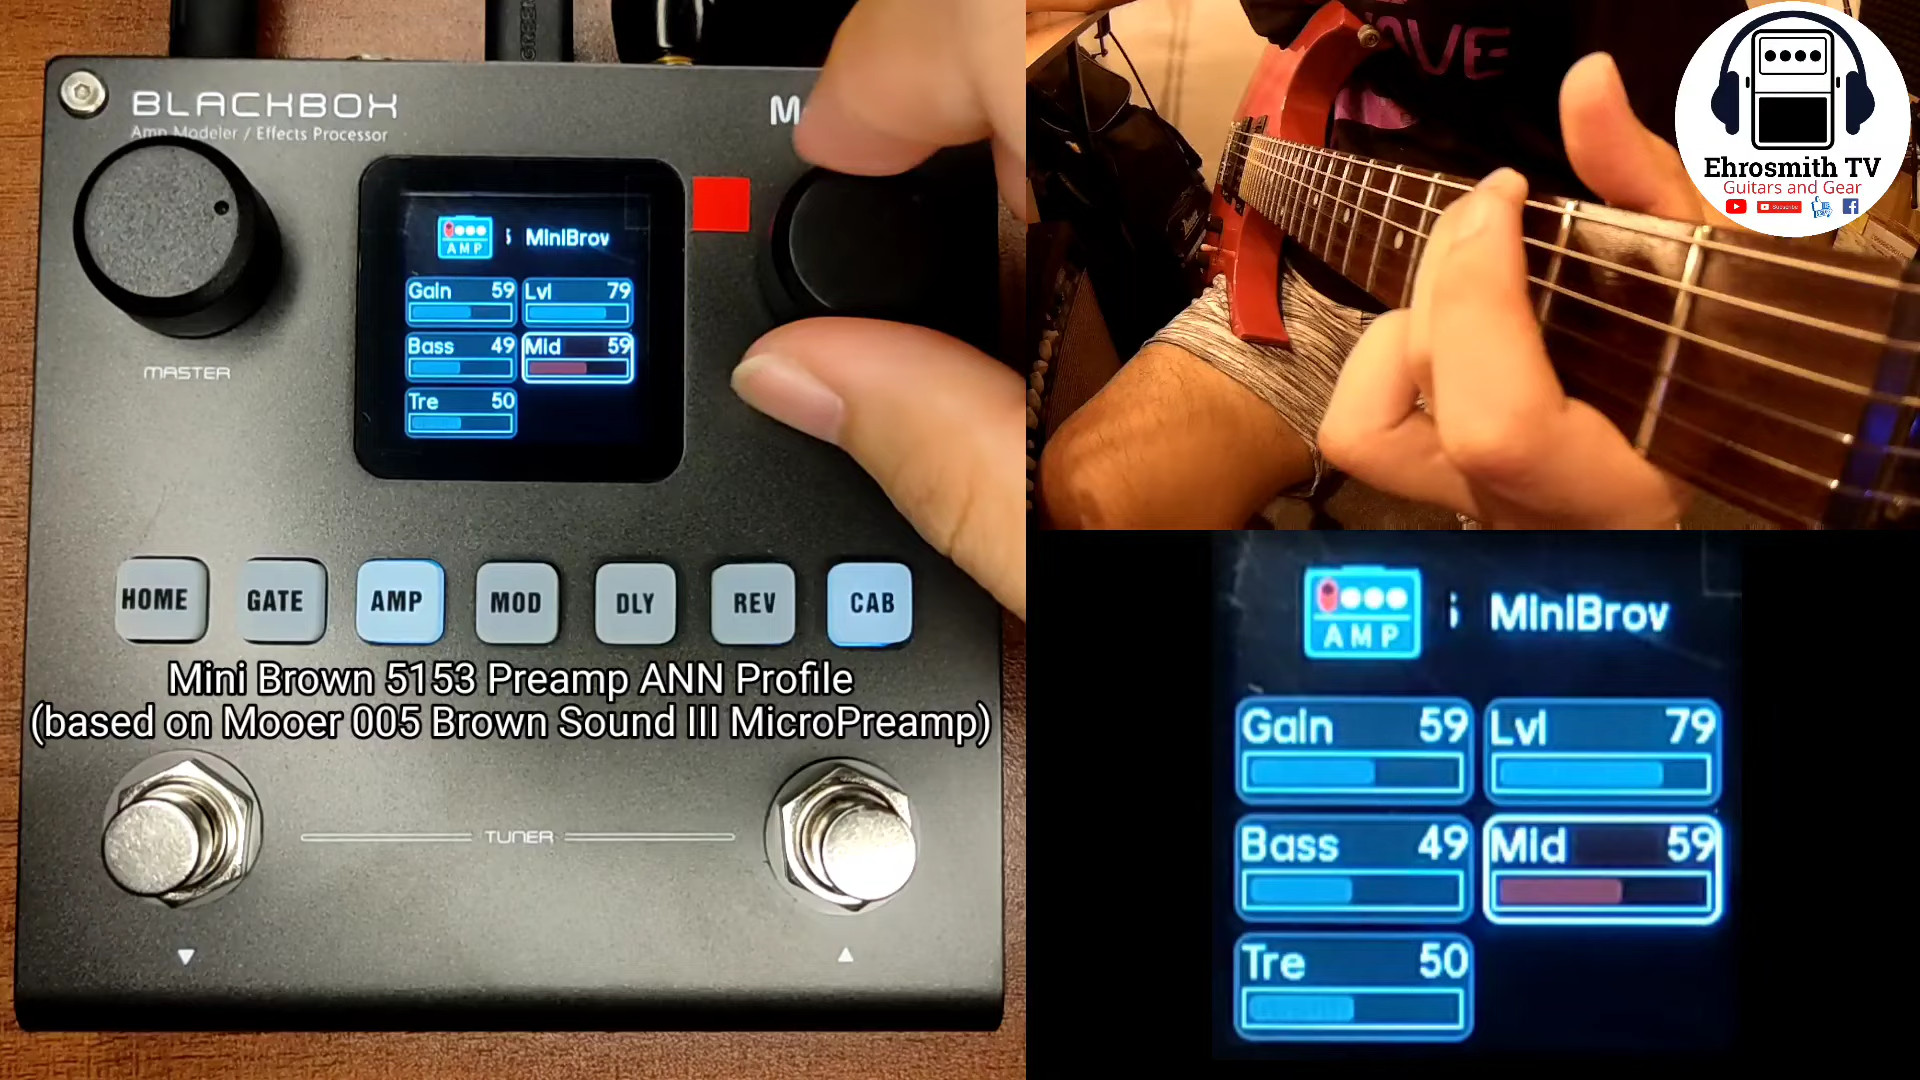 BLACKBOX
Amp Modeler / Effects Processor
MASTER
AMP
MiniBrov
Gain 59
Lvl 79
Bass 49
Mid 59
Tre 50
HOME
GATE
AMP
MOD
DLY
REV
CAB
Mini Brown 5153 Preamp ANN Profile
(based on Mooer 005 Brown Sound III MicroPreamp)
TUNER
Ehrosmith TV
Guitars and Gear
Subscribe
AMP
MiniBrov
Gain 59
Lvl 79
Bass 49
Mid 59
Tre 50